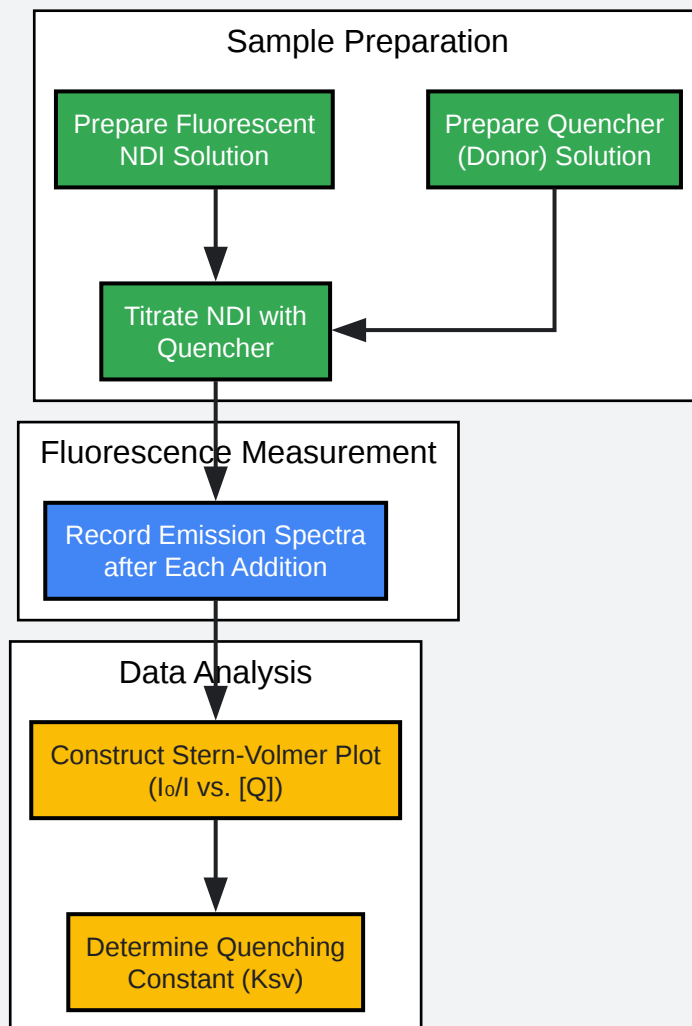 Sample Preparation
Prepare Fluorescent
NDI Solution
Prepare Quencher
(Donor) Solution
Titrate NDI with
Quencher
Fluorescence Measurement
Record Emission Spectra
after Each Addition
Data Analysis
Construct Stern-Volmer Plot
(I₀/I vs. [Q])
Determine Quenching
Constant (Ksv)